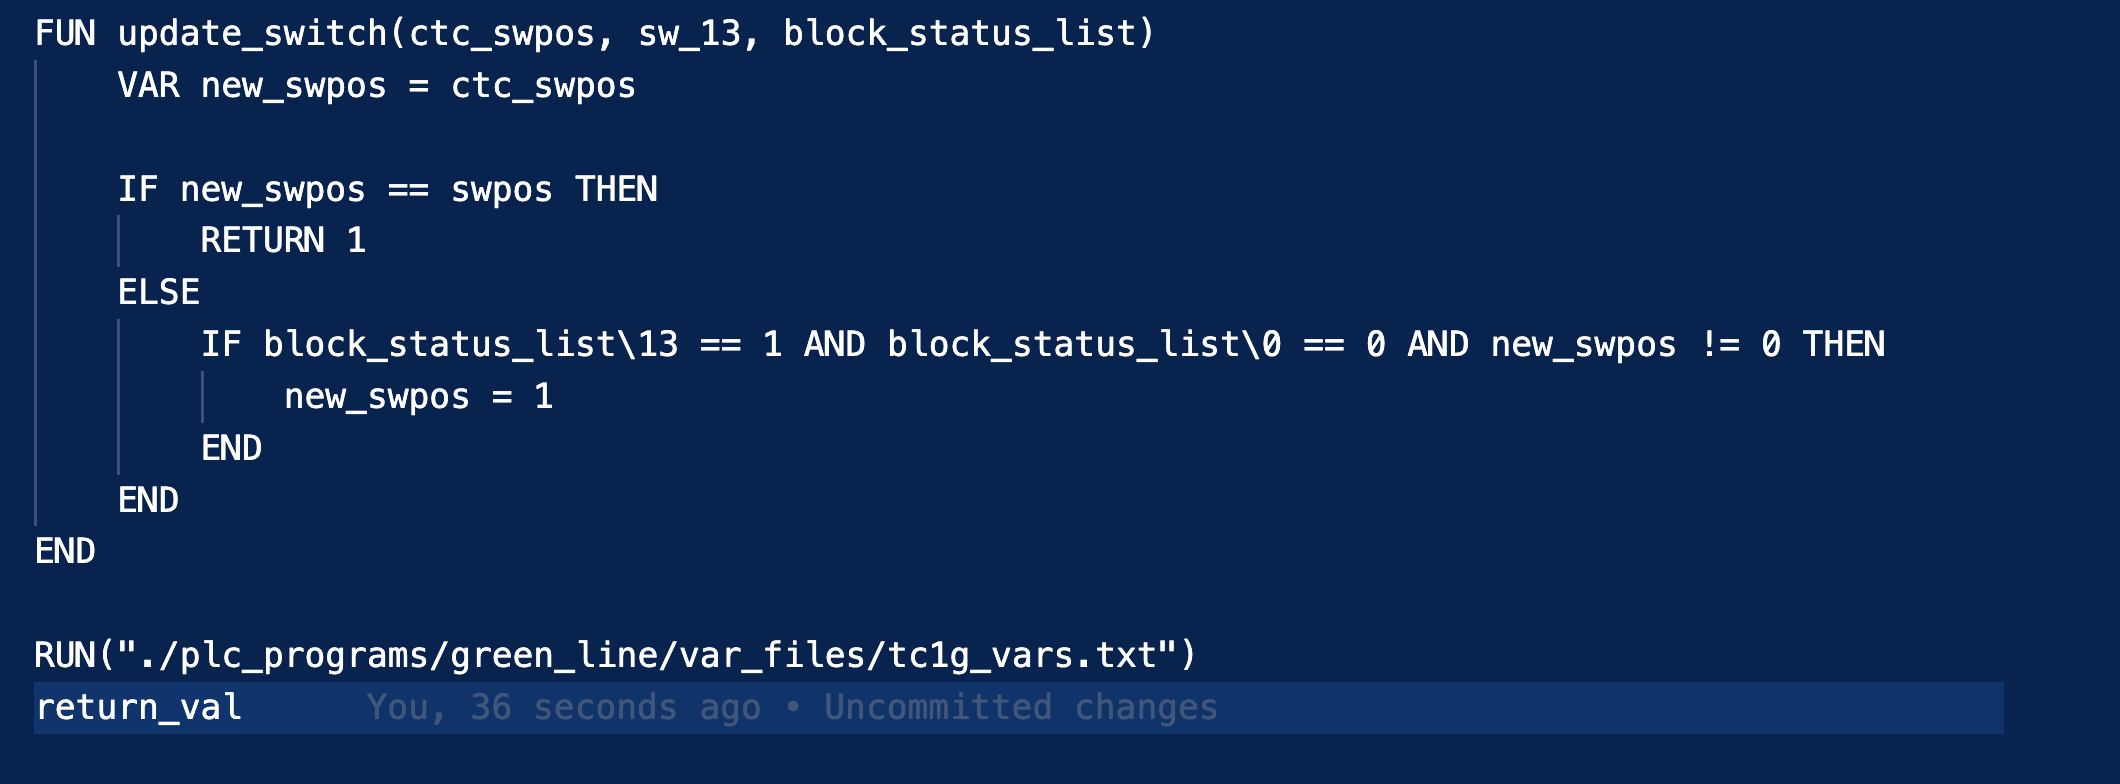 FUN update_switch(ctc_swpos, sw_13, block_status_list)
VAR new_swpos = ctc_swpos
IF new_swpos == swpos THEN
RETURN 1
ELSE
IF block_status_list\13 == 1 AND block_status_list\0 == 0 AND new_swpos != 0 THEN
new_swpos = 1
END
END
END
RUN("./plc_programs/green_line/var_files/tc1g_vars.txt")
return_val You, 36 seconds ago • Uncommitted changes